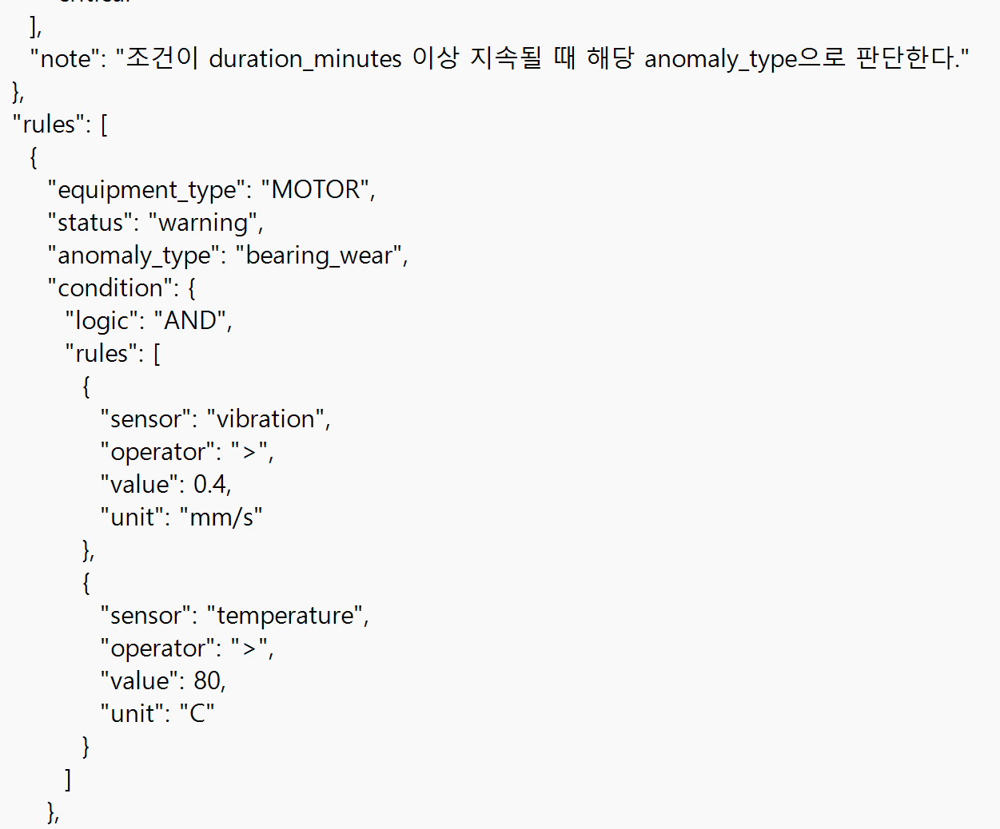 ],
"note": "조건이 duration_minutes 이상 지속될 때 해당 anomaly_type으로 판단한다."
},
"rules": [
{
"equipment_type": "MOTOR",
"status": "warning",
"anomaly_type": "bearing_wear",
"condition": {
"logic": "AND",
"rules": [
{
"sensor": "vibration",
"operator": ">",
"value": 0.4,
"unit": "mm/s"
},
{
"sensor": "temperature",
"operator": ">",
"value": 80,
"unit": "C"
}
]
},